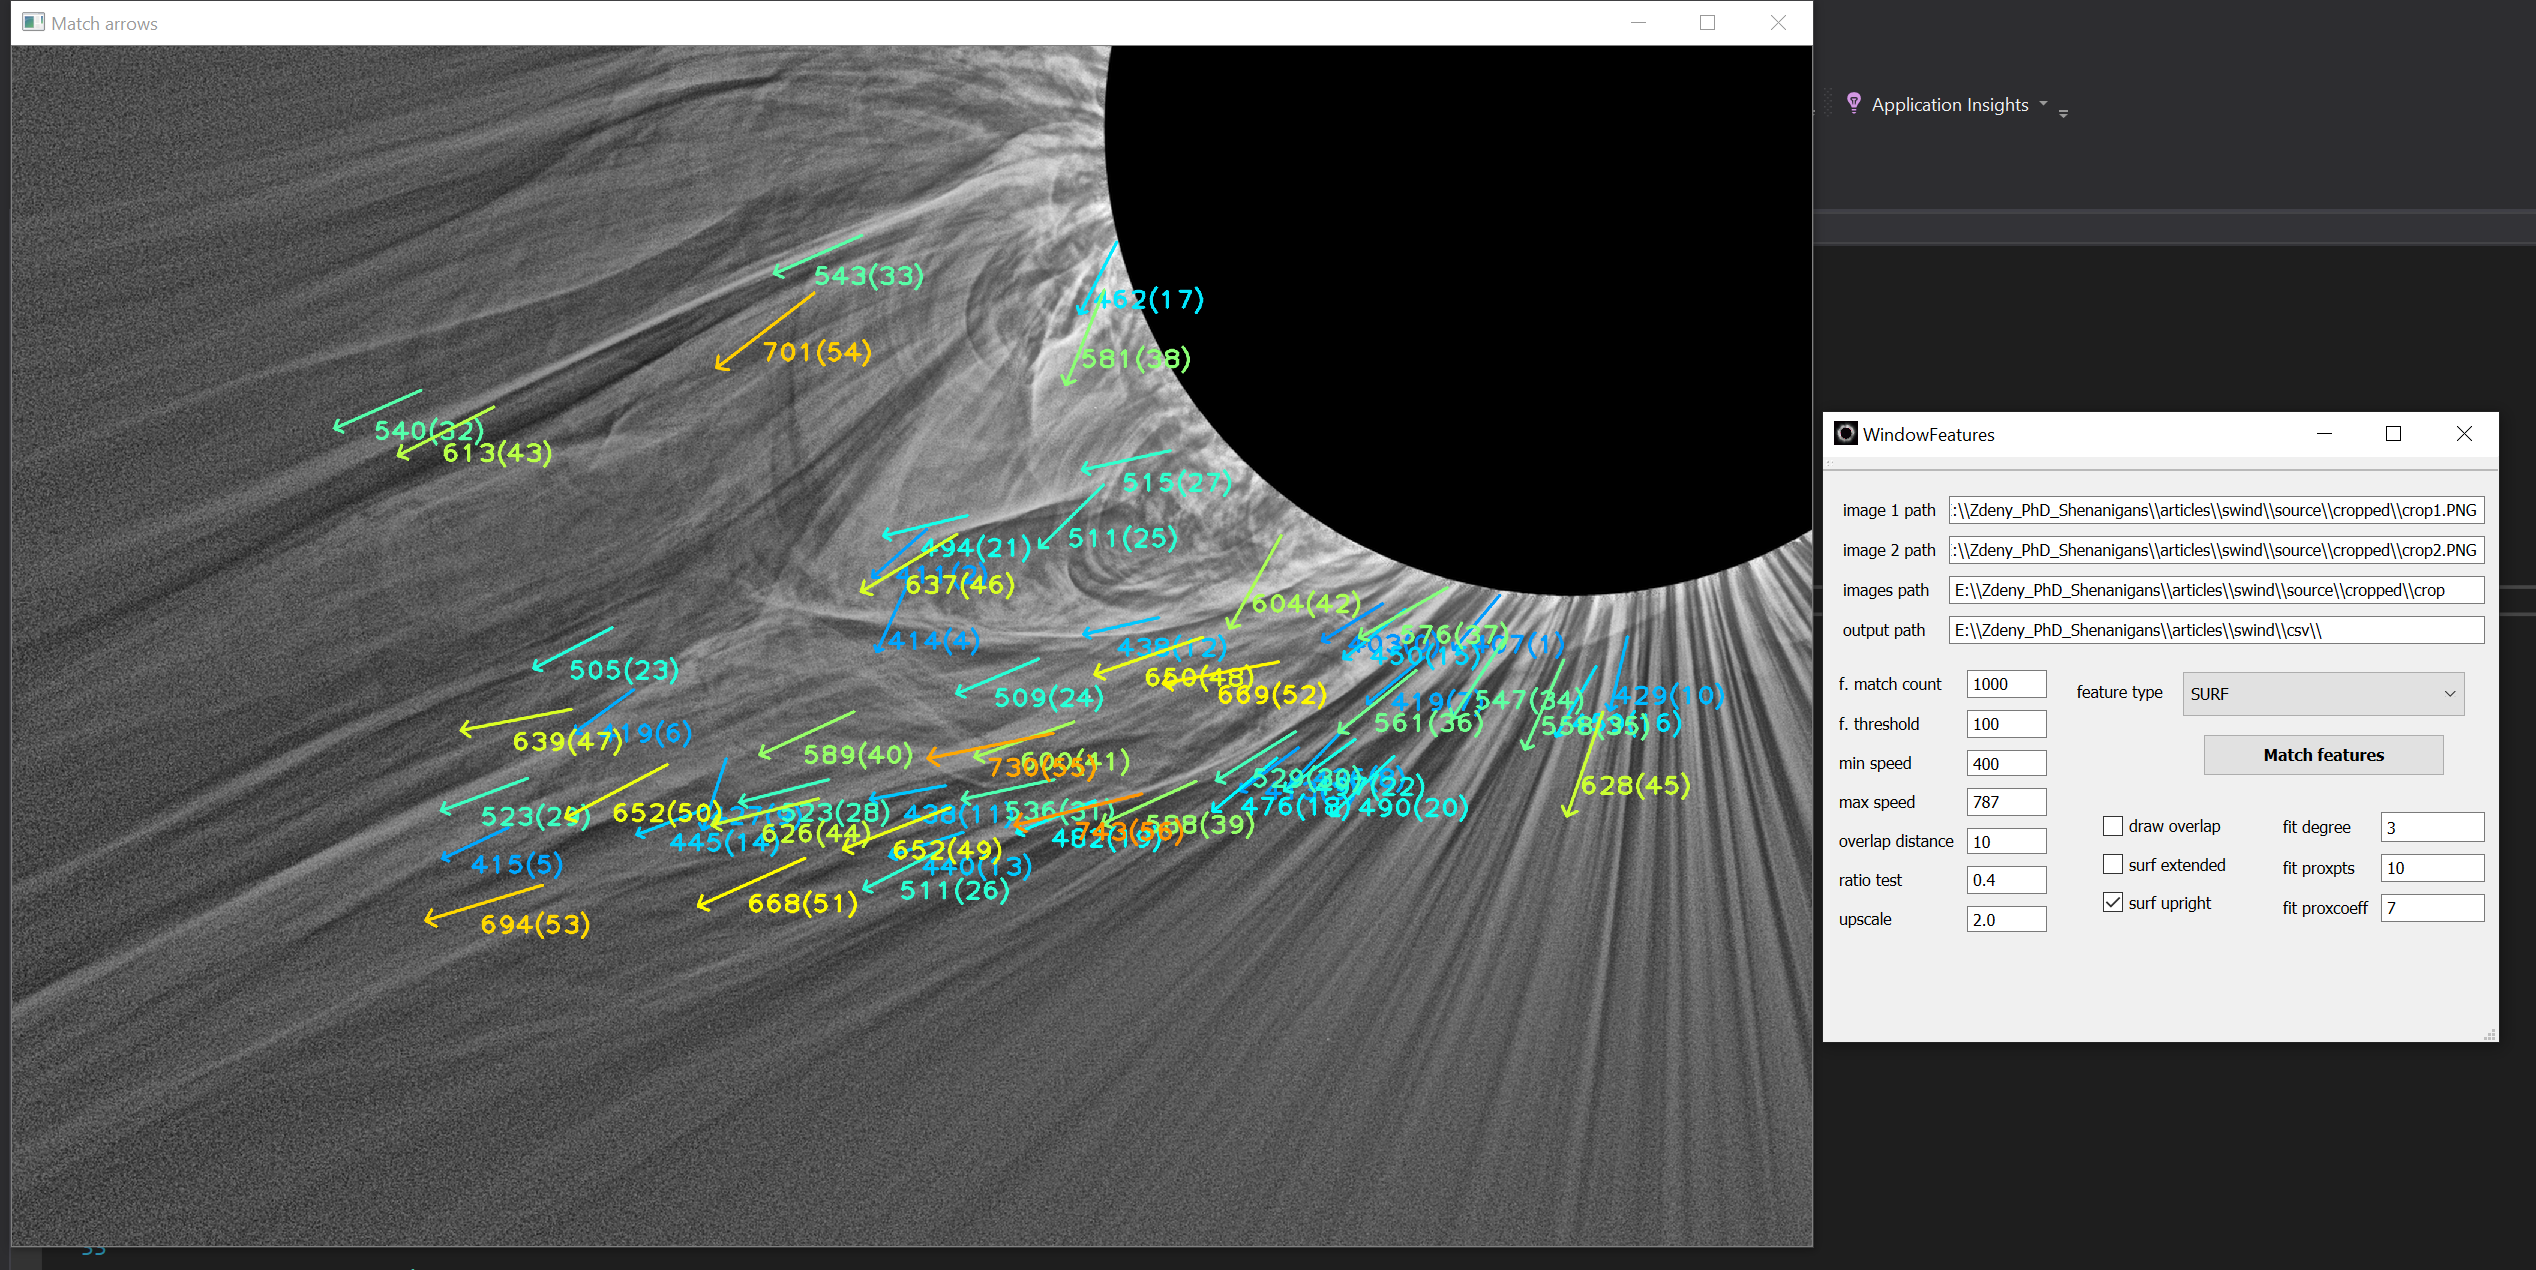 Match arrows
Application Insights
543(33)
462(17)
701(54)
581(38)
540(32)
613(43)
515(27)
494(21)
511(25)
637(46)
604(42)
414(4)
438(12)
576(37)
505(23)
650(48)
669(52)
509(24)
419(7)
547(34)
429(10)
561(36)
558(35)
639(47)
589(40)
730(55)
600(41)
529(30)
628(45)
523(29)
652(50)
523(28)
438(11)
536(31)
476(18)
490(20)
445(14)
626(44)
588(39)
482(19)
743(56)
415(5)
652(49)
440(13)
511(26)
668(51)
694(53)
WindowFeatures
image 1 path :\\Zdeny_PhD_Shenanigans\\articles\\swind\\source\\cropped\\crop1.PNG
image 2 path :\\Zdeny_PhD_Shenanigans\\articles\\swind\\source\\cropped\\crop2.PNG
images path E:\\Zdeny_PhD_Shenanigans\\articles\\swind\\source\\cropped\\crop
output path E:\\Zdeny_PhD_Shenanigans\\articles\\swind\\csv\\
f. match count 1000 feature type SURF
f. threshold 100
min speed 400 Match features
max speed 787
draw overlap fit degree 3
overlap distance 10
surf extended fit proxpts 10
ratio test 0.4
surf upright fit proxcoeff 7
upscale 2.0